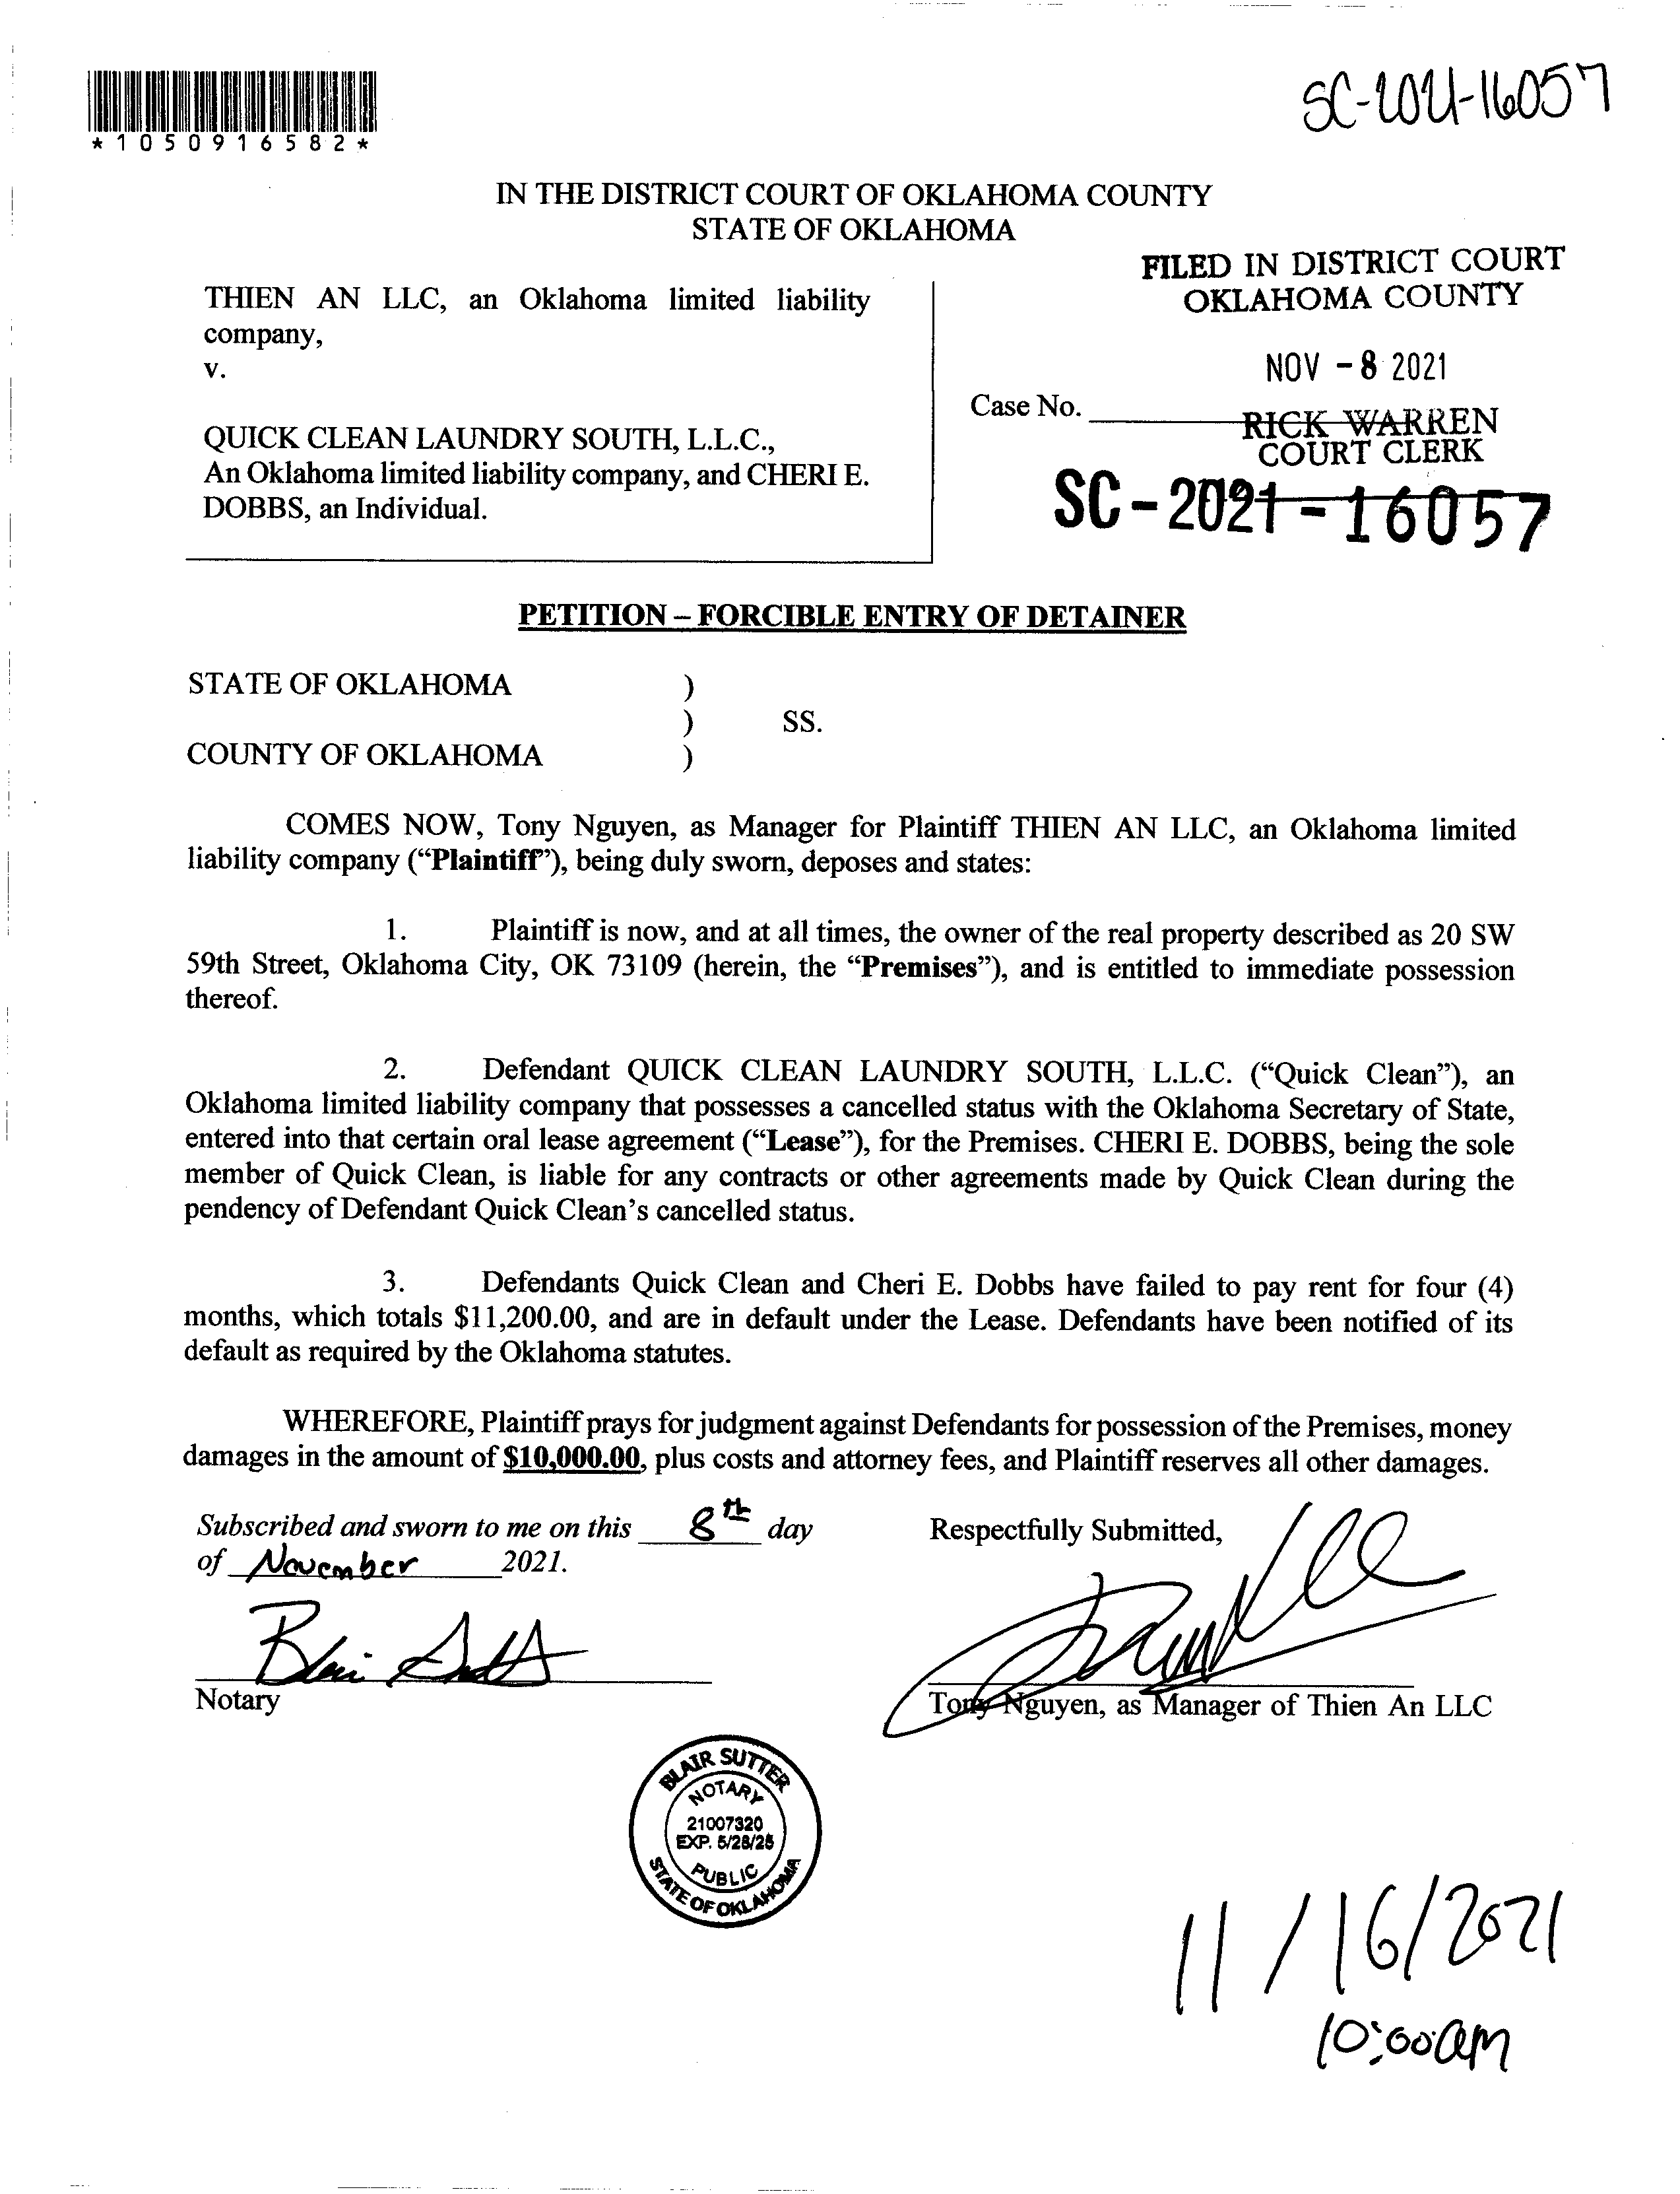 SC-2021-16057
*1050916582*
IN THE DISTRICT COURT OF OKLAHOMA COUNTY
STATE OF OKLAHOMA
FILED IN DISTRICT COURT
OKLAHOMA COUNTY
THIEN AN LLC, an Oklahoma limited liability
company,
v.
NOV - 8 2021
Case No.
RICK WARREN
COURT CLERK
QUICK CLEAN LAUNDRY SOUTH, L.L.C.,
An Oklahoma limited liability company, and CHERI E.
DOBBS, an Individual.
SC - 2021 - 16057
PETITION – FORCIBLE ENTRY OF DETAINER
STATE OF OKLAHOMA )
) SS.
COUNTY OF OKLAHOMA )
COMES NOW, Tony Nguyen, as Manager for Plaintiff THIEN AN LLC, an Oklahoma limited
liability company (“Plaintiff”), being duly sworn, deposes and states:
1. Plaintiff is now, and at all times, the owner of the real property described as 20 SW
59th Street, Oklahoma City, OK 73109 (herein, the “Premises”), and is entitled to immediate possession
thereof.
2. Defendant QUICK CLEAN LAUNDRY SOUTH, L.L.C. (“Quick Clean”), an
Oklahoma limited liability company that possesses a cancelled status with the Oklahoma Secretary of State,
entered into that certain oral lease agreement (“Lease”), for the Premises. CHERI E. DOBBS, being the sole
member of Quick Clean, is liable for any contracts or other agreements made by Quick Clean during the
pendency of Defendant Quick Clean’s cancelled status.
3. Defendants Quick Clean and Cheri E. Dobbs have failed to pay rent for four (4)
months, which totals $11,200.00, and are in default under the Lease. Defendants have been notified of its
default as required by the Oklahoma statutes.
WHEREFORE, Plaintiff prays for judgment against Defendants for possession of the Premises, money
damages in the amount of $10,000.00, plus costs and attorney fees, and Plaintiff reserves all other damages.
Subscribed and sworn to me on this 8th day
of November 2021.
Respectfully Submitted,
Blair Sutter
Notary
Tony Nguyen, as Manager of Thien An LLC
BLAIR SUTTER
NOTARY
21007320
EXP. 5/28/25
PUBLIC
STATE OF OKLAHOMA
11/16/2021
10:00am